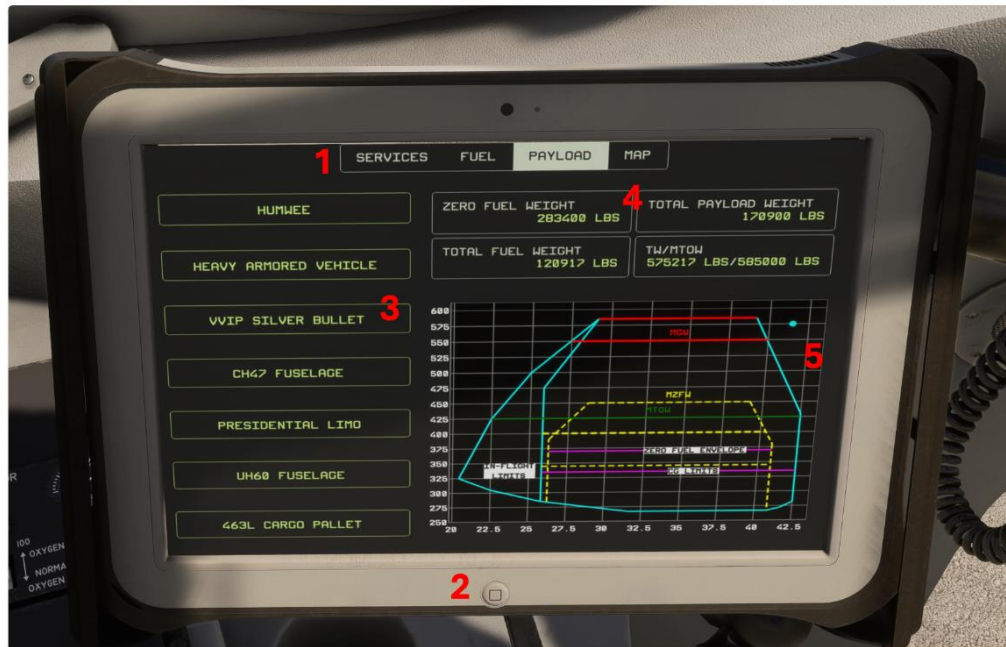 1
SERVICES FUEL PAYLOAD MAP
HUMWEE
HEAVY ARMORED VEHICLE
VVIP SILVER BULLET
3
CH47 FUSELAGE
PRESIDENTIAL LIMO
UH60 FUSELAGE
463L CARGO PALLET
ZERO FUEL WEIGHT
283400 LBS
4
TOTAL PAYLOAD WEIGHT
170900 LBS
TOTAL FUEL WEIGHT
120917 LBS
TW/MTOW
575217 LBS/585000 LBS
5
600
575
550
525
500
475
450
425
400
375
350
325
300
275
250
MGW
MZFW
MTOW
ZERO FUEL ENVELOPE
IN-FLIGHT
LIMITS
CG LIMITS
20 22.5 25 27.5 30 32.5 35 37.5 40 42.5
2
100
OXYGEN
NORMA
OXYGEN